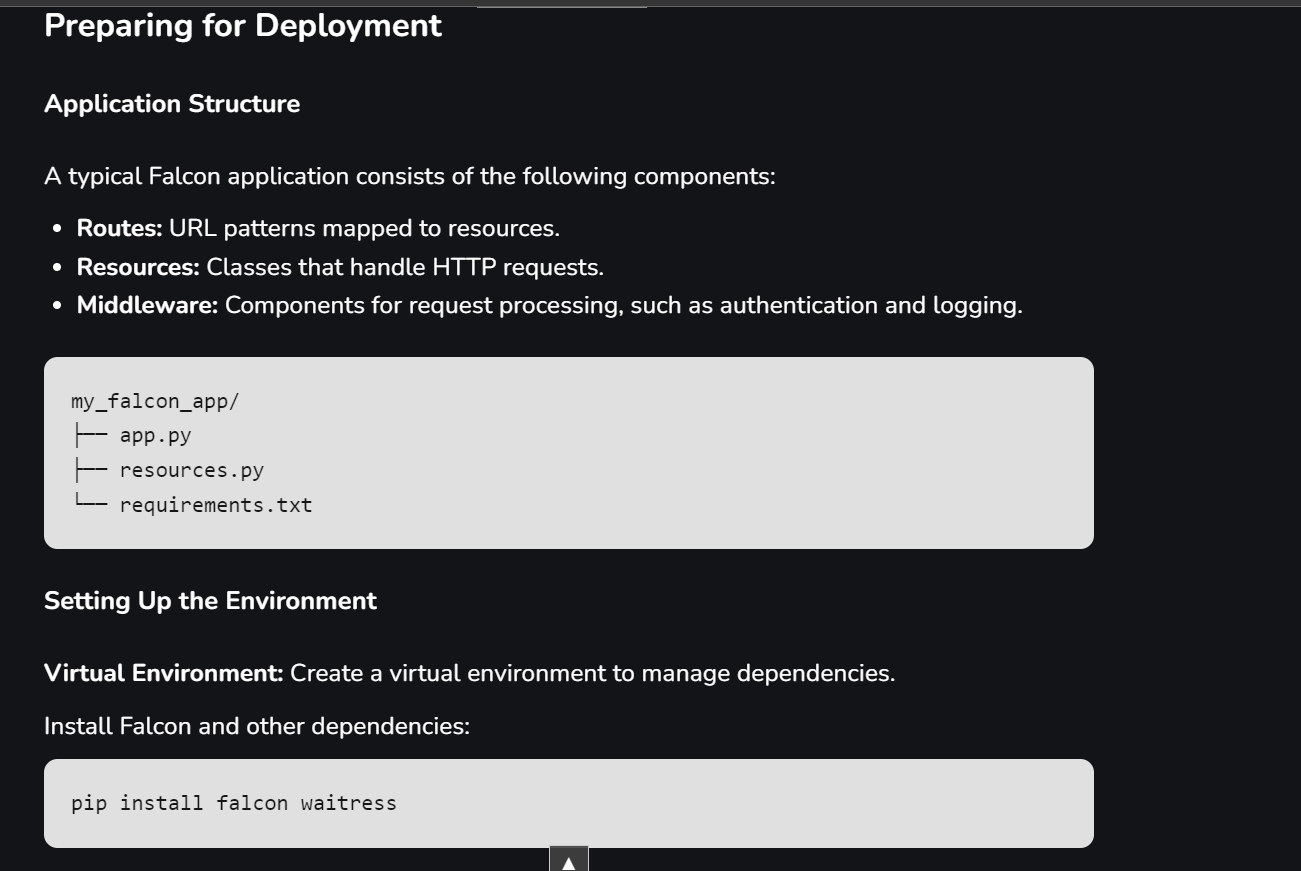 Preparing for Deployment
Application Structure
A typical Falcon application consists of the following components:
• Routes: URL patterns mapped to resources.
• Resources: Classes that handle HTTP requests.
• Middleware: Components for request processing, such as authentication and logging.
my_falcon_app/
├── app.py
├── resources.py
└── requirements.txt
Setting Up the Environment
Virtual Environment: Create a virtual environment to manage dependencies.
Install Falcon and other dependencies:
pip install falcon waitress